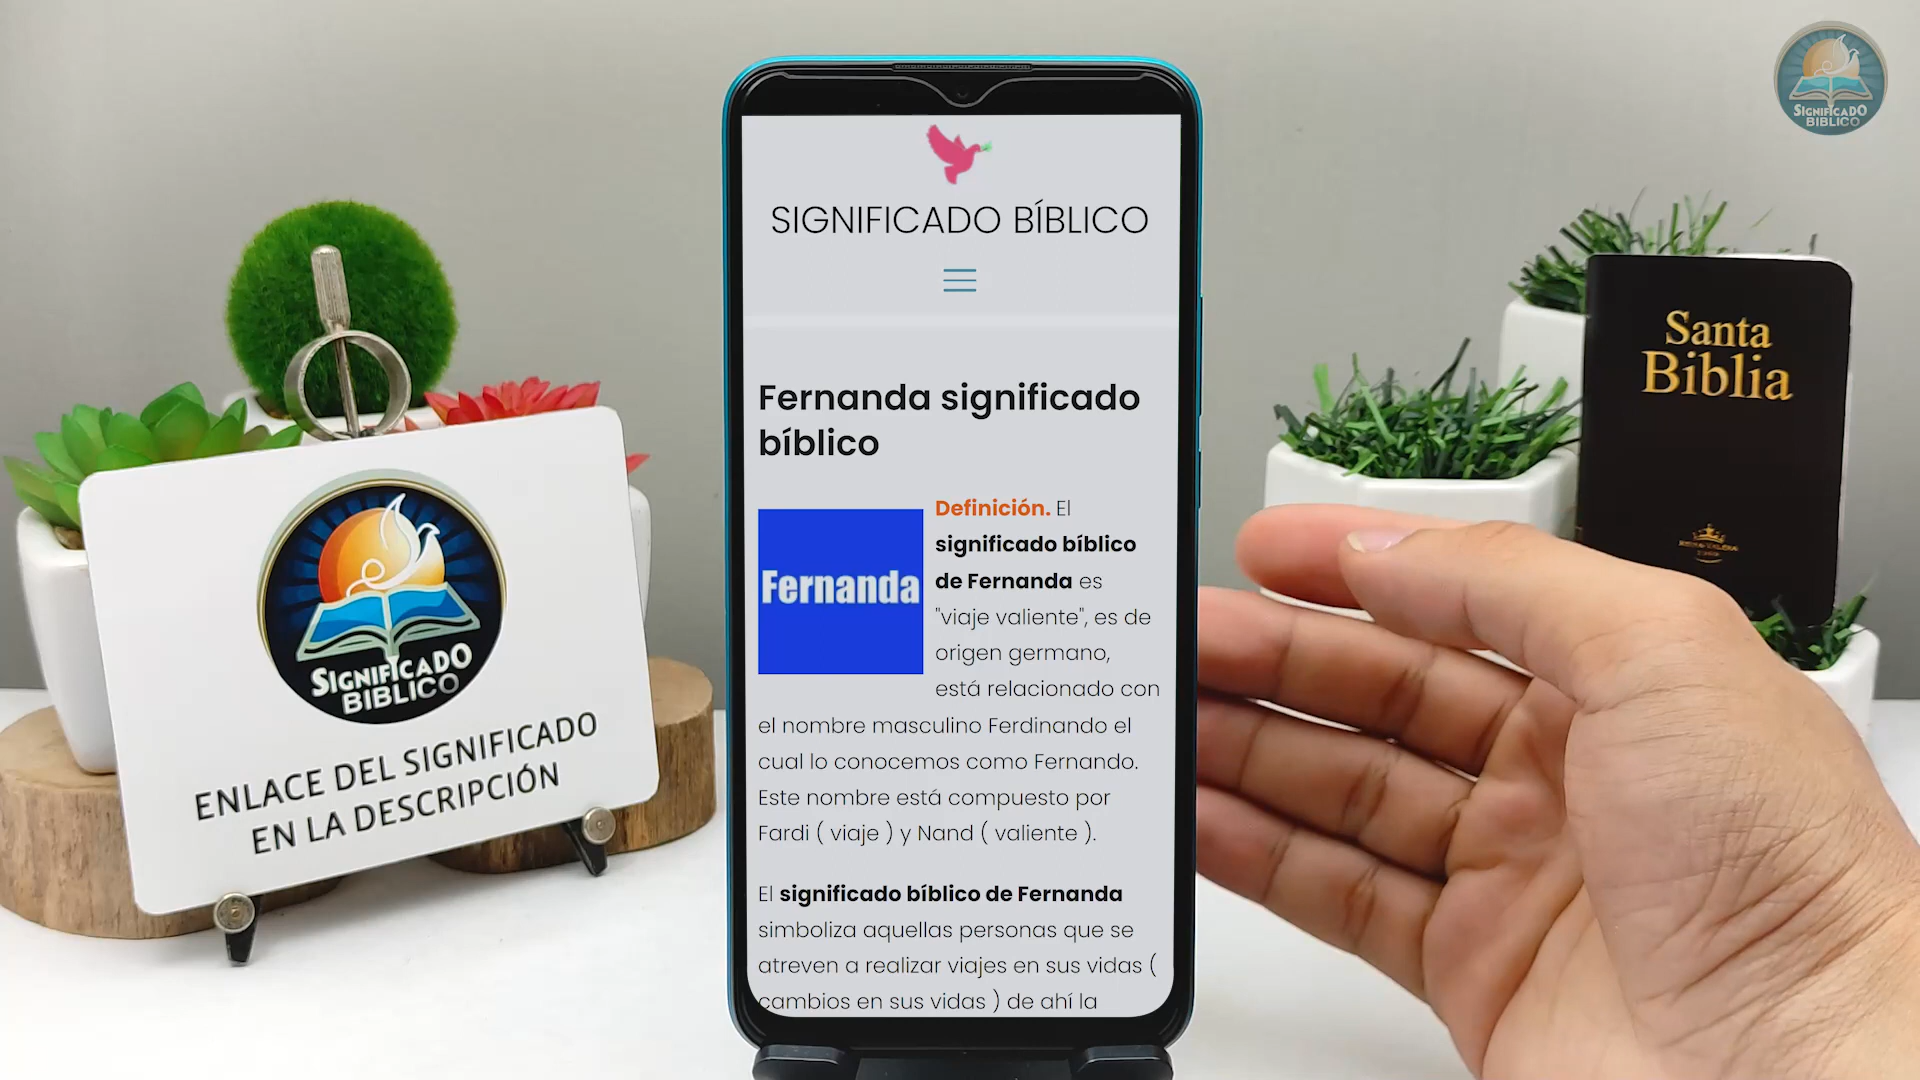 SIGNIFICADO
BIBLICO
SIGNIFICADO BÍBLICO
Fernanda significado
bíblico
Fernanda
Definición. El
significado bíblico
de Fernanda es
"viaje valiente", es de
origen germano,
está relacionado con
el nombre masculino Ferdinando el
cual lo conocemos como Fernando.
Este nombre está compuesto por
Fardi ( viaje ) y Nand ( valiente ).
El significado bíblico de Fernanda
simboliza aquellas personas que se
atreven a realizar viajes en sus vidas (
cambios en sus vidas ) de ahí la
SIGNIFICADO
BIBLICO
ENLACE DEL SIGNIFICADO
EN LA DESCRIPCIÓN
Santa
Biblia